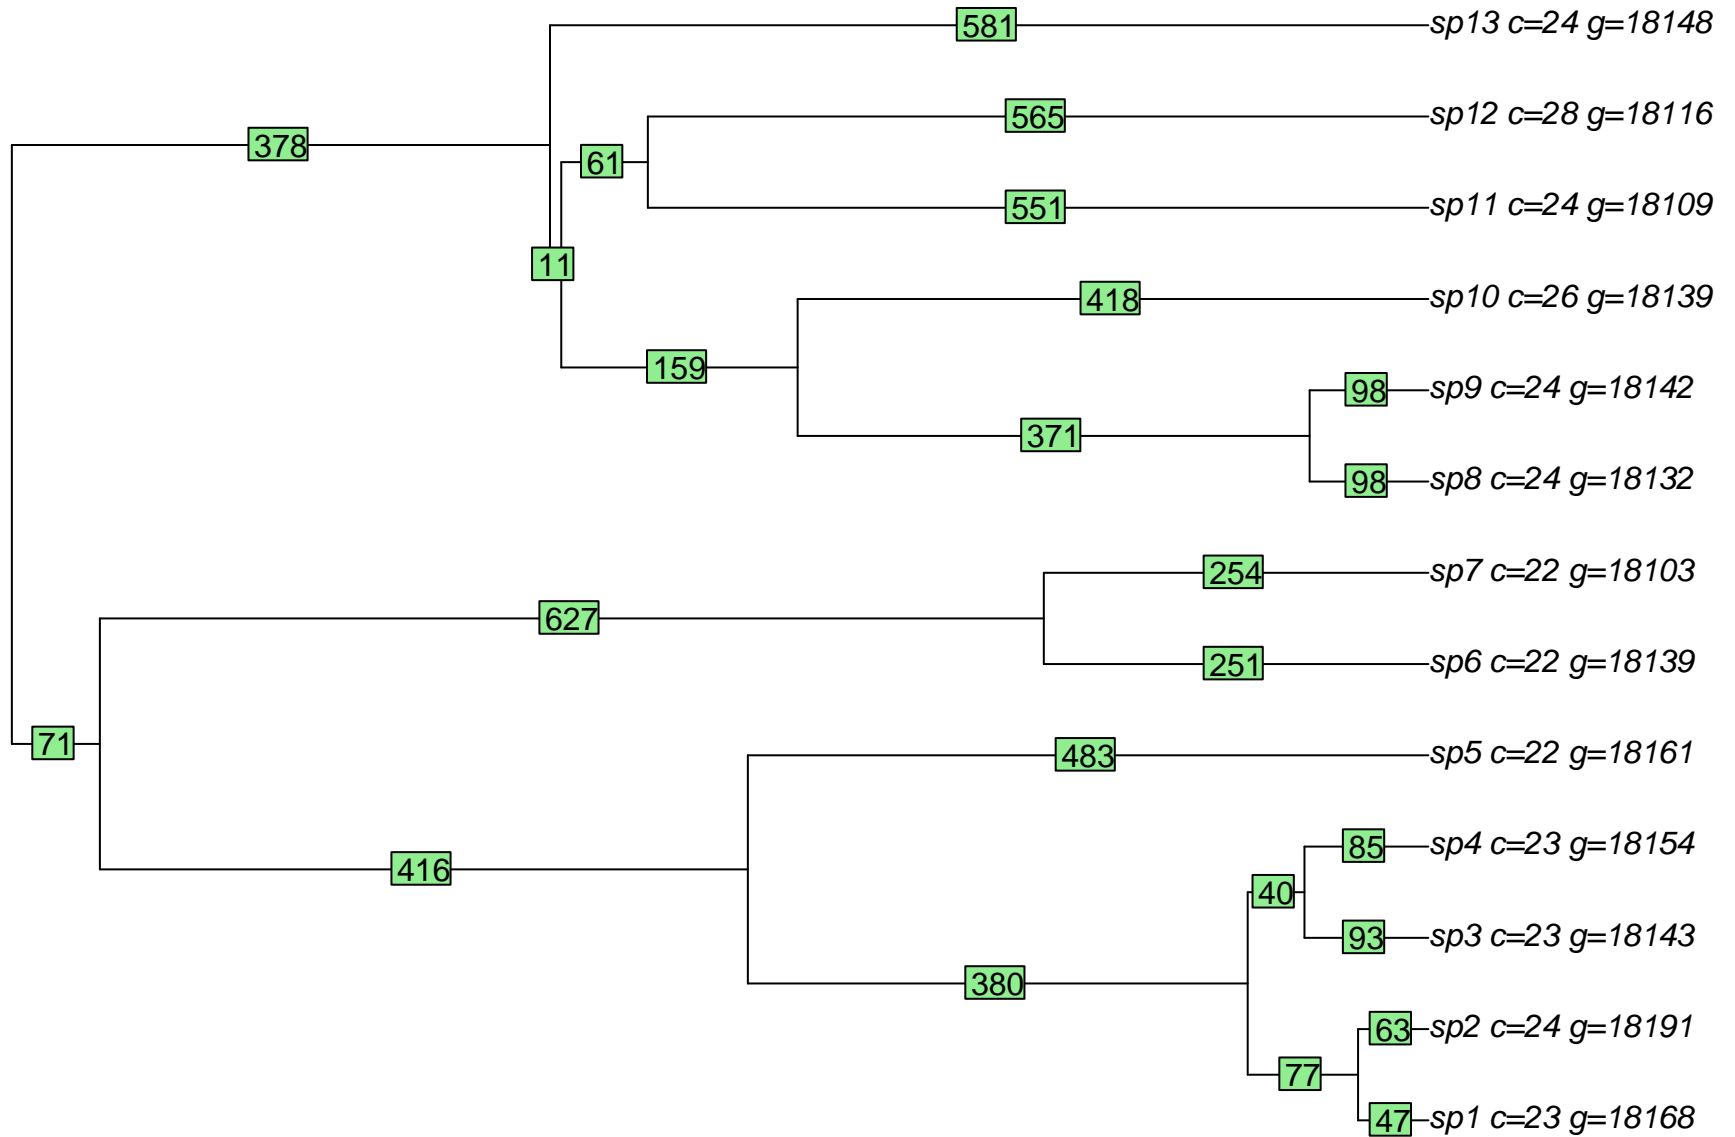 581 sp13 c=24 g=18148
565 sp12 c=28 g=18116
378
61
551 sp11 c=24 g=18109
11
418 sp10 c=26 g=18139
159
98 sp9 c=24 g=18142
371
98 sp8 c=24 g=18132
254 sp7 c=22 g=18103
627
251 sp6 c=22 g=18139
71
483 sp5 c=22 g=18161
85 sp4 c=23 g=18154
416
40
93 sp3 c=23 g=18143
380
63 sp2 c=24 g=18191
77
47 sp1 c=23 g=18168